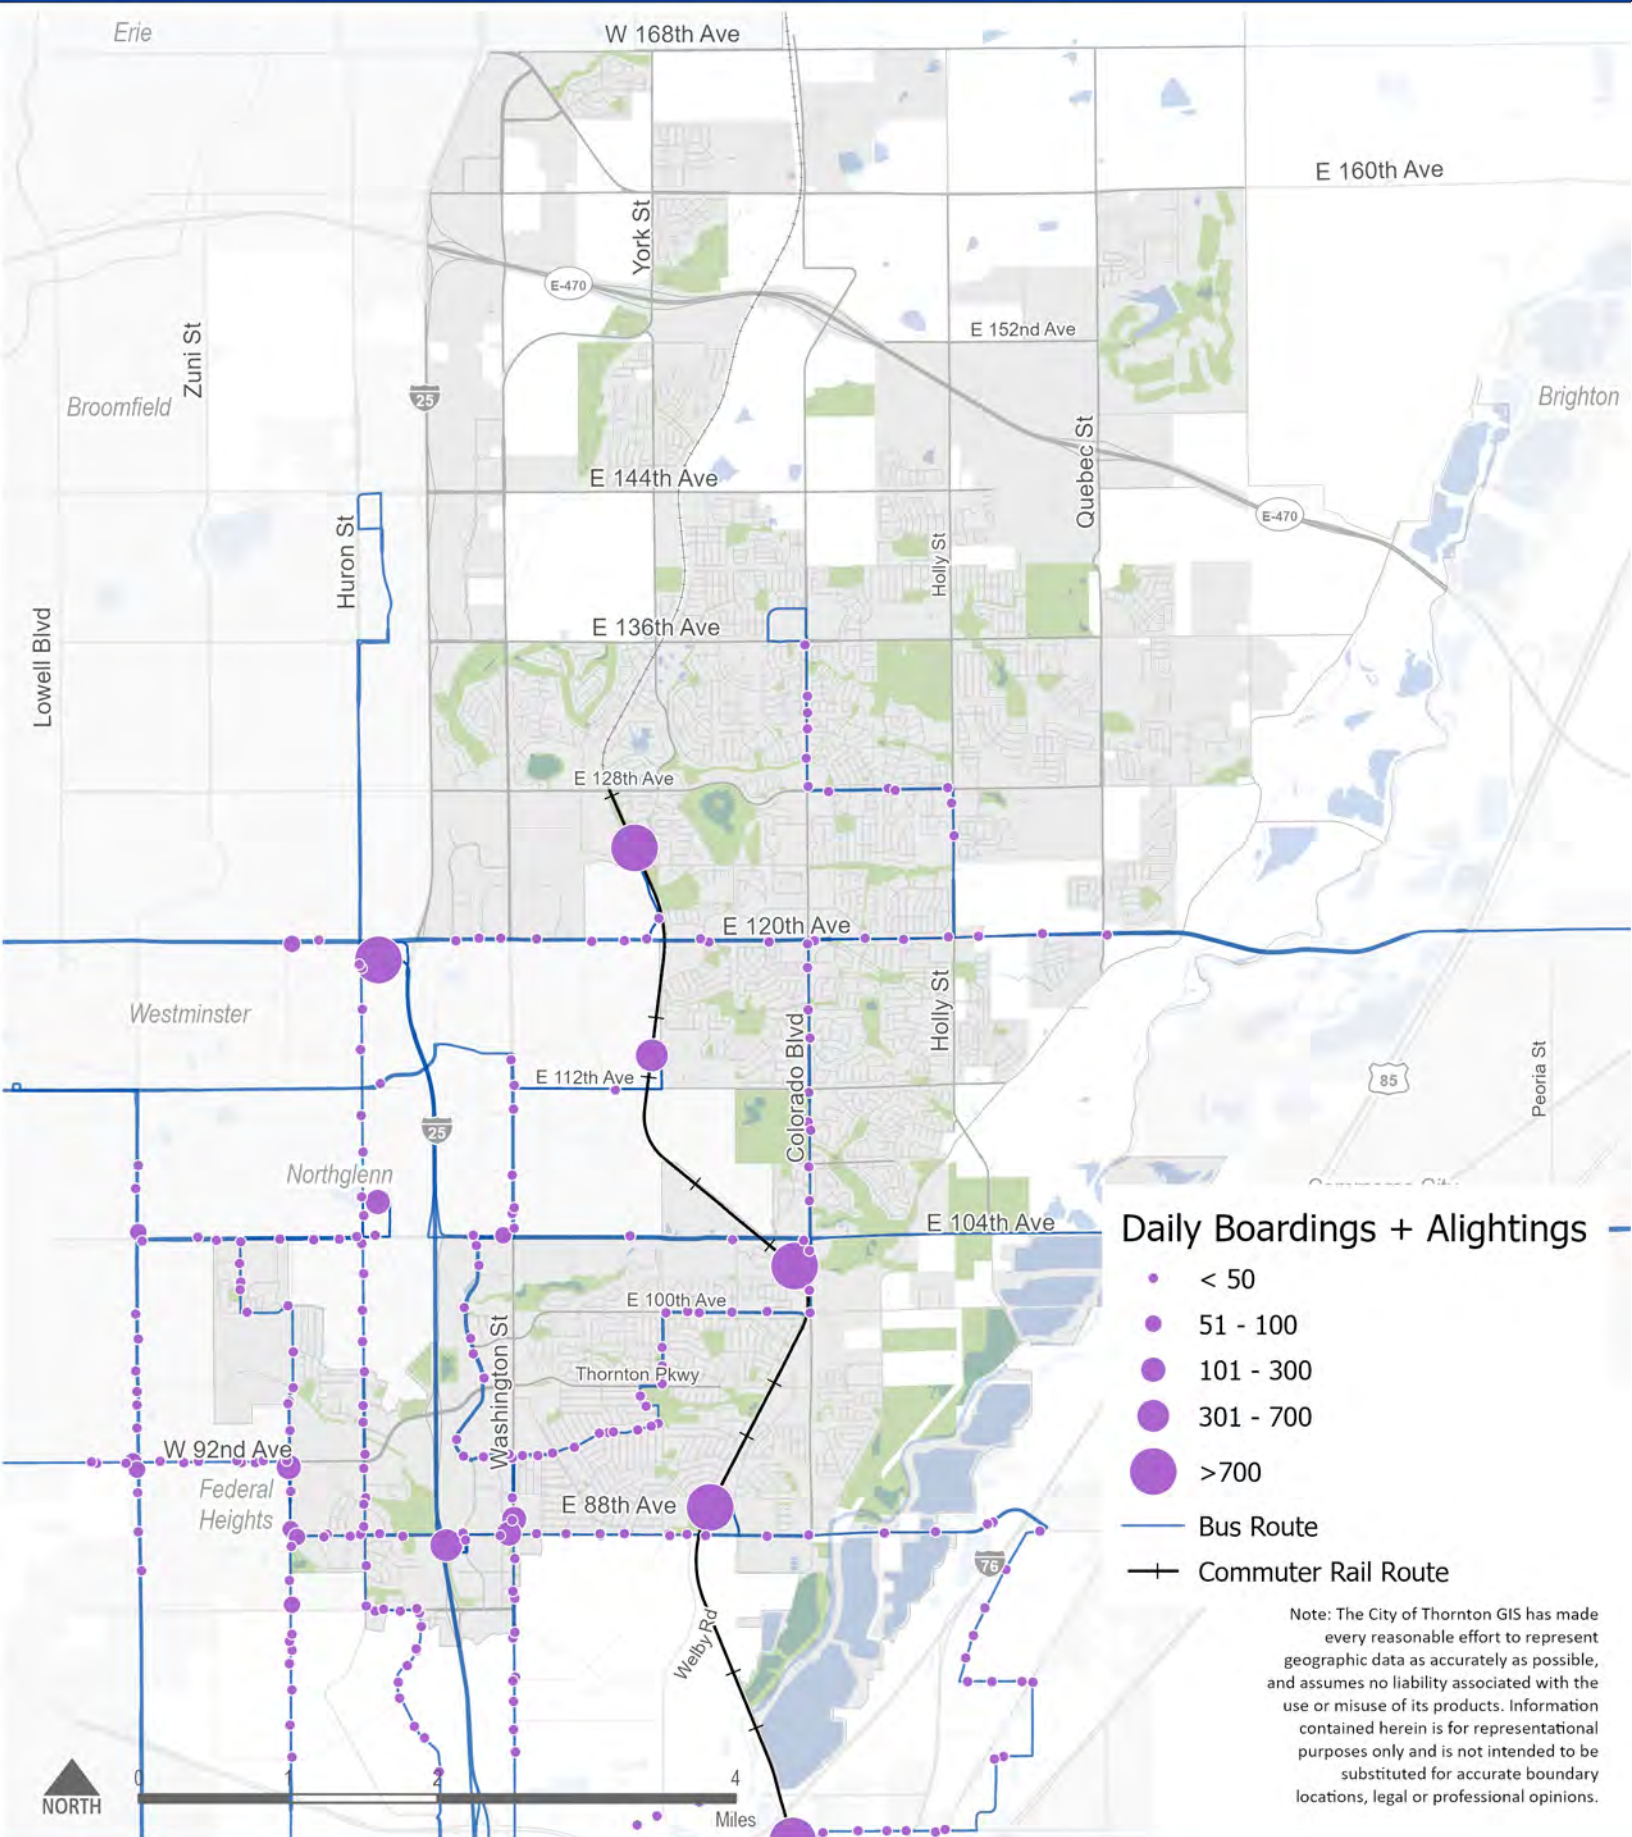 Erie
W 168th Ave
E 160th Ave
York St
E-470
Zuni St
E 152nd Ave
25
Broomfield
Brighton
Quebec St
E 144th Ave
E-470
Huron St
Holly St
Lowell Blvd
E 136th Ave
E 128th Ave
E 120th Ave
Westminster
Holly St
Colorado Blvd
E 112th Ave
85
Peoria St
25
Northglenn
E 104th Ave
E 100th Ave
Washington St
Thornton Pkwy
W 92nd Ave
Federal
Heights
E 88th Ave
76
Welby Rd
Daily Boardings + Alightings
< 50
51 - 100
101 - 300
301 - 700
>700
Bus Route
Commuter Rail Route
Note: The City of Thornton GIS has made
every reasonable effort to represent
geographic data as accurately as possible,
and assumes no liability associated with the
use or misuse of its products. Information
contained herein is for representational
purposes only and is not intended to be
substituted for accurate boundary
locations, legal or professional opinions.
NORTH
0 1 2 4
Miles